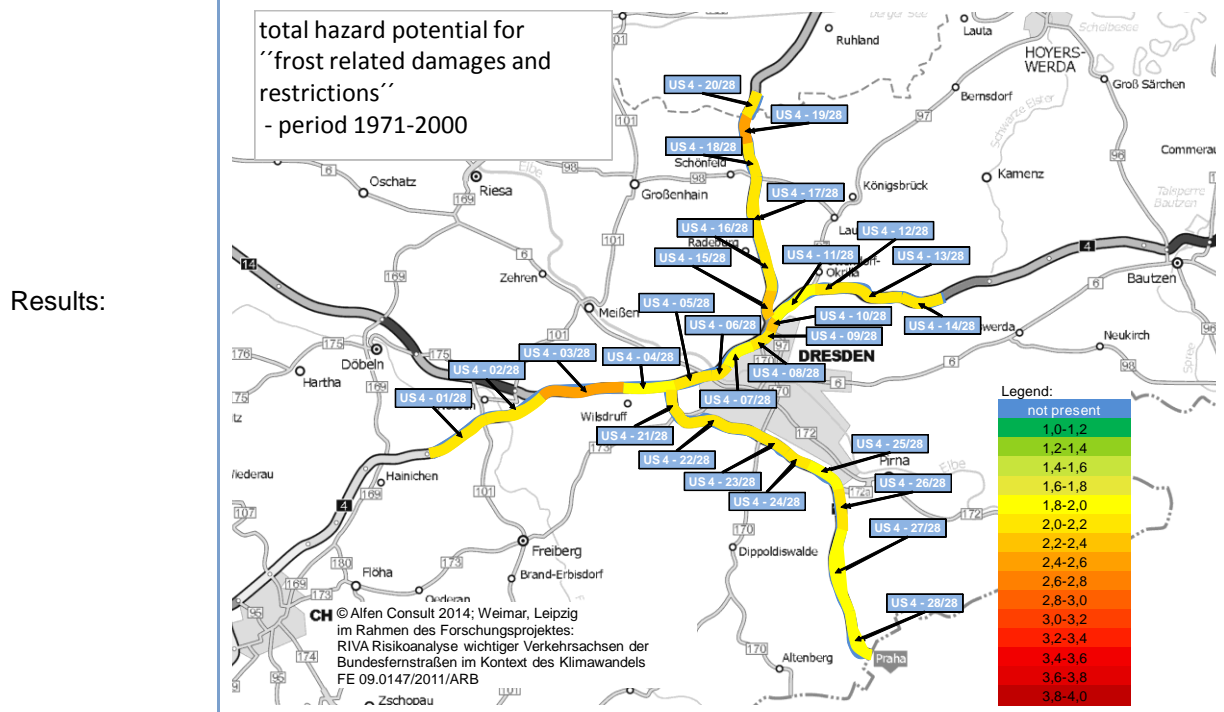 Results:
total hazard potential for
´´frost related damages and
restrictions´´
- period 1971-2000
Ruhland
Lauta
HOYERS-
WERDA
Groß Särchen
Bernsdorf
Schwarze Elster
Commerau
Talsperre
Bautzen
Kamenz
Königsbrück
Oschatz
Riesa
Elbe
Schönfeld
Großenhain
Radeburg
Zehren
Meißen
Döbeln
Hartha
Wilsdruff
Hainichen
Wiederau
Flöha
Freiberg
Brand-Erbisdorf
Oederan
Zschopau
DRESDEN
Pirna
Elbe
Dippoldiswalde
Altenberg
Praha
Bautzen
Neukirch
Spree
US 4 - 20/28
US 4 - 19/28
US 4 - 18/28
US 4 - 17/28
US 4 - 16/28
US 4 - 15/28
US 4 - 12/28
US 4 - 11/28
US 4 - 13/28
US 4 - 05/28
US 4 - 06/28
US 4 - 10/28
US 4 - 09/28
US 4 - 14/28
US 4 - 08/28
US 4 - 07/28
US 4 - 03/28
US 4 - 04/28
US 4 - 02/28
US 4 - 01/28
US 4 - 21/28
US 4 - 22/28
US 4 - 23/28
US 4 - 24/28
US 4 - 25/28
US 4 - 26/28
US 4 - 27/28
US 4 - 28/28
Legend:
not present
1,0-1,2
1,2-1,4
1,4-1,6
1,6-1,8
1,8-2,0
2,0-2,2
2,2-2,4
2,4-2,6
2,6-2,8
2,8-3,0
3,0-3,2
3,2-3,4
3,4-3,6
3,6-3,8
3,8-4,0
CH © Alfen Consult 2014; Weimar, Leipzig
im Rahmen des Forschungsprojektes:
RIVA Risikoanalyse wichtiger Verkehrsachsen der
Bundesfernstraßen im Kontext des Klimawandels
FE 09.0147/2011/ARB